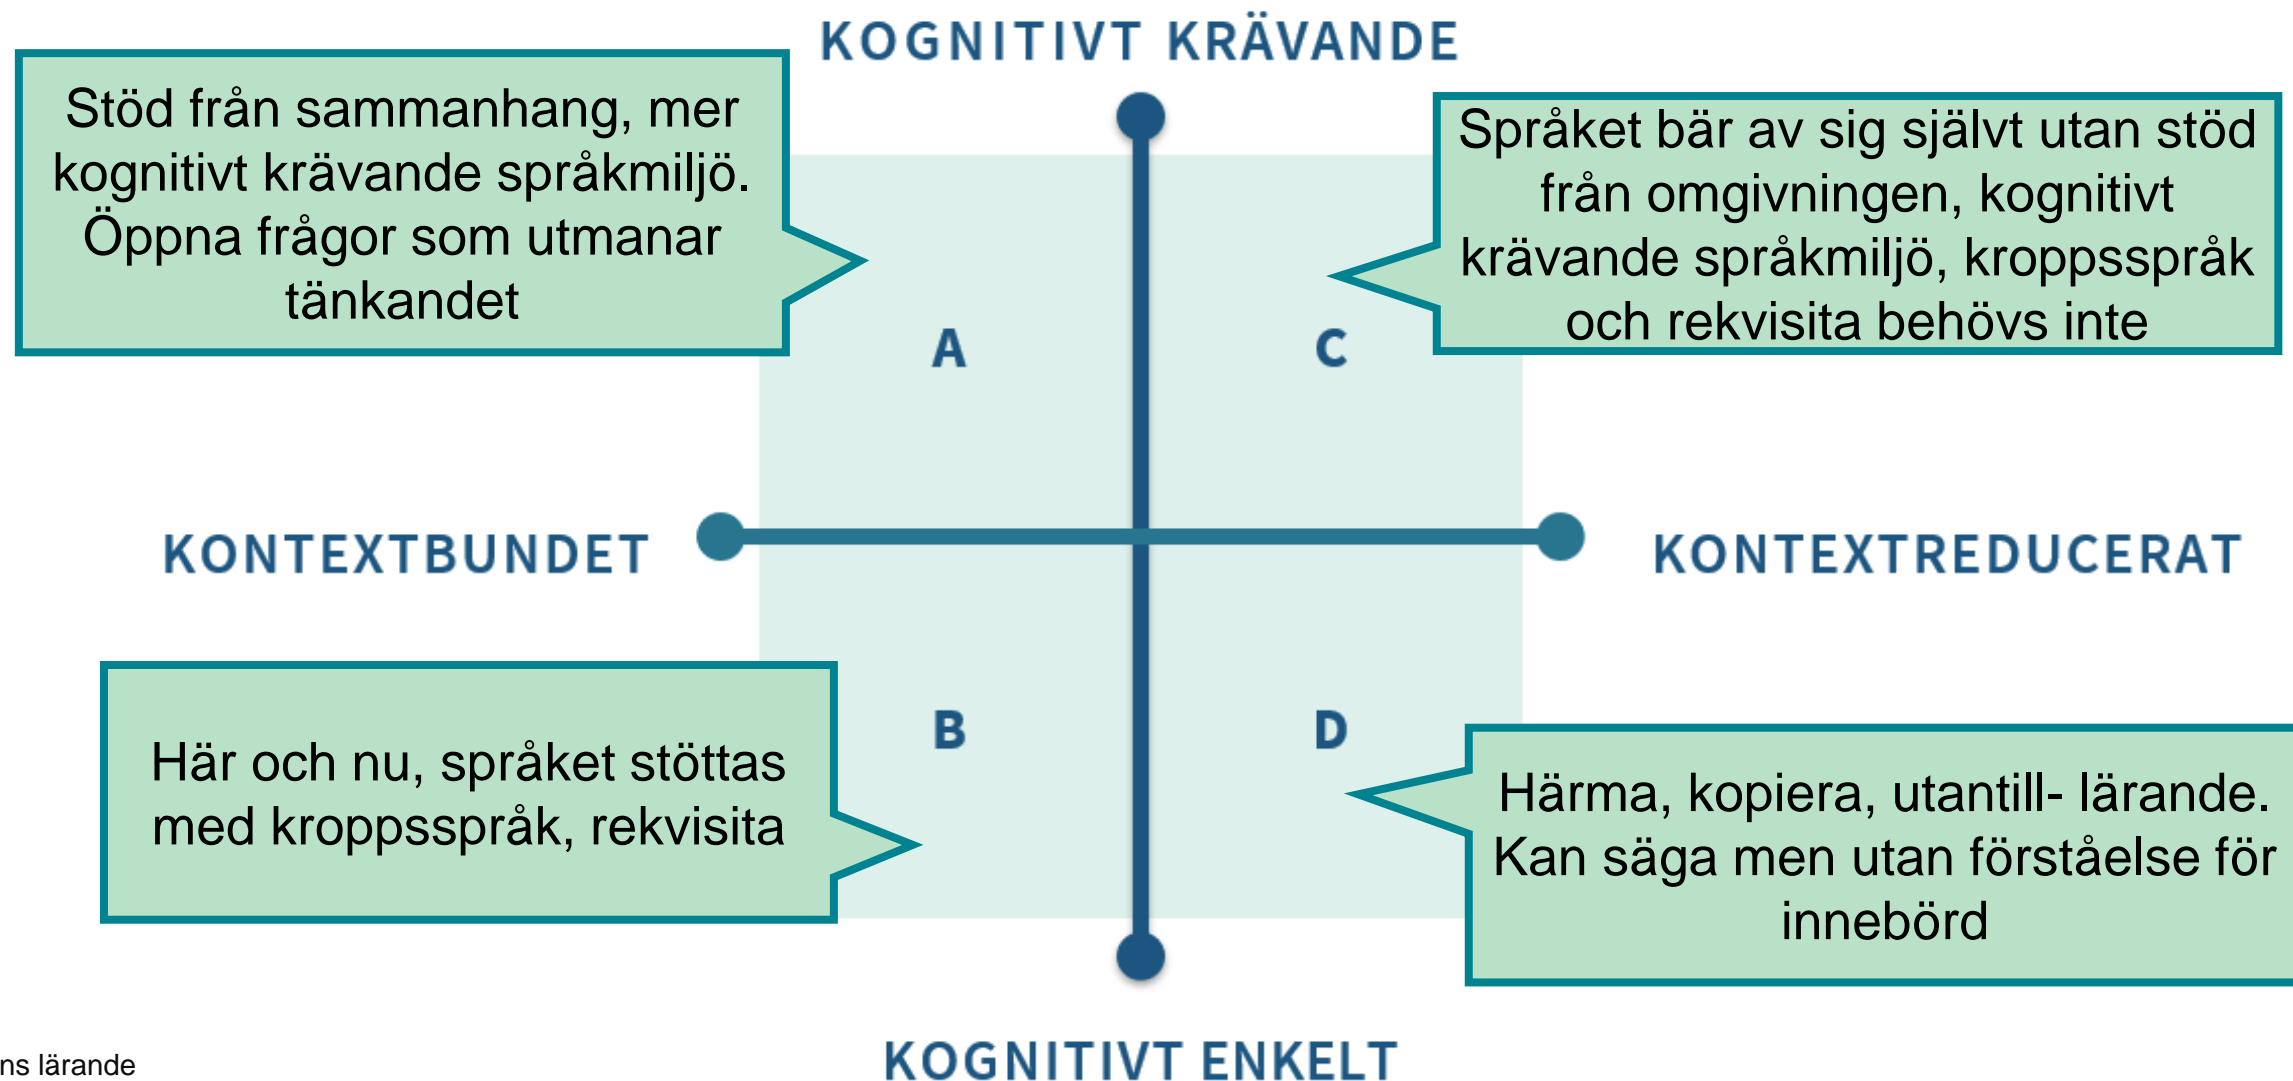 KOGNITIVT KRÄVANDE
Stöd från sammanhang, mer
kognitivt krävande språkmiljö.
Öppna frågor som utmanar
tänkandet
Språket bär av sig självt utan stöd
från omgivningen, kognitivt
krävande språkmiljö, kroppsspråk
och rekvisita behövs inte
A
C
KONTEXTBUNDET
KONTEXTREDUCERAT
B
D
Här och nu, språket stöttas
med kroppsspråk, rekvisita
Härma, kopiera, utantill- lärande.
Kan säga men utan förståelse för
innebörd
KOGNITIVT ENKELT
ns lärande